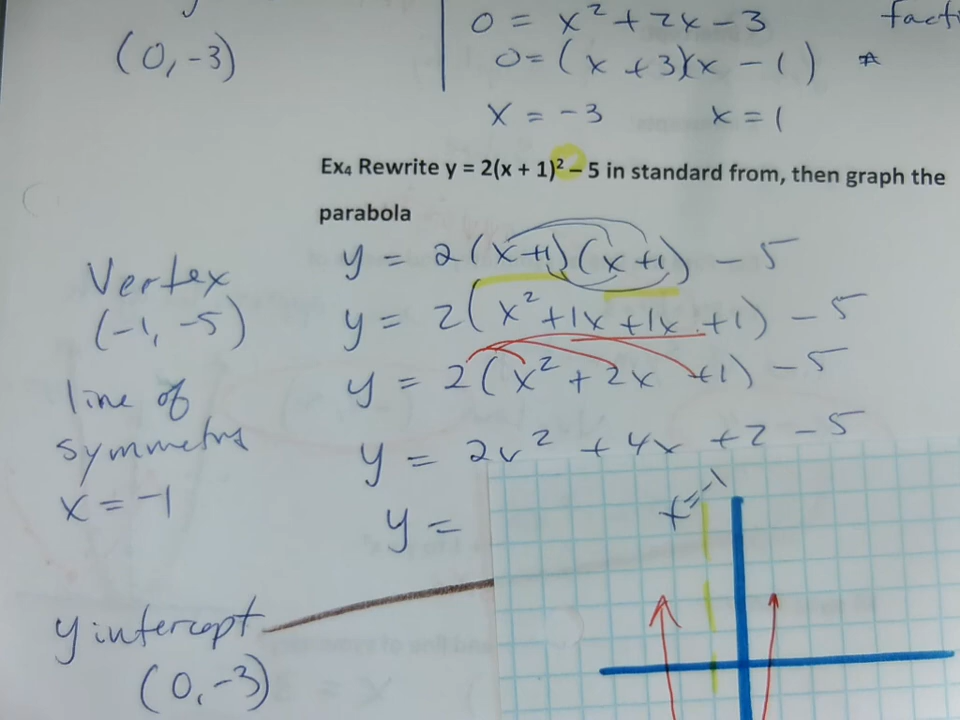 (0, -3)
0 = x² + 2x - 3
0 = (x + 3)(x - 1)
x = -3 x = 1
Ex4 Rewrite y = 2(x + 1)² – 5 in standard from, then graph the
parabola
y = 2(x+1)(x+1) - 5
y = 2(x² +1x +1x +1) - 5
y = 2(x² + 2x +1) - 5
y = 2x² + 4x + 2 - 5
y =
Vertex
(-1, -5)
line of
symmetry
x = -1
y intercept
(0, -3)
x = -1